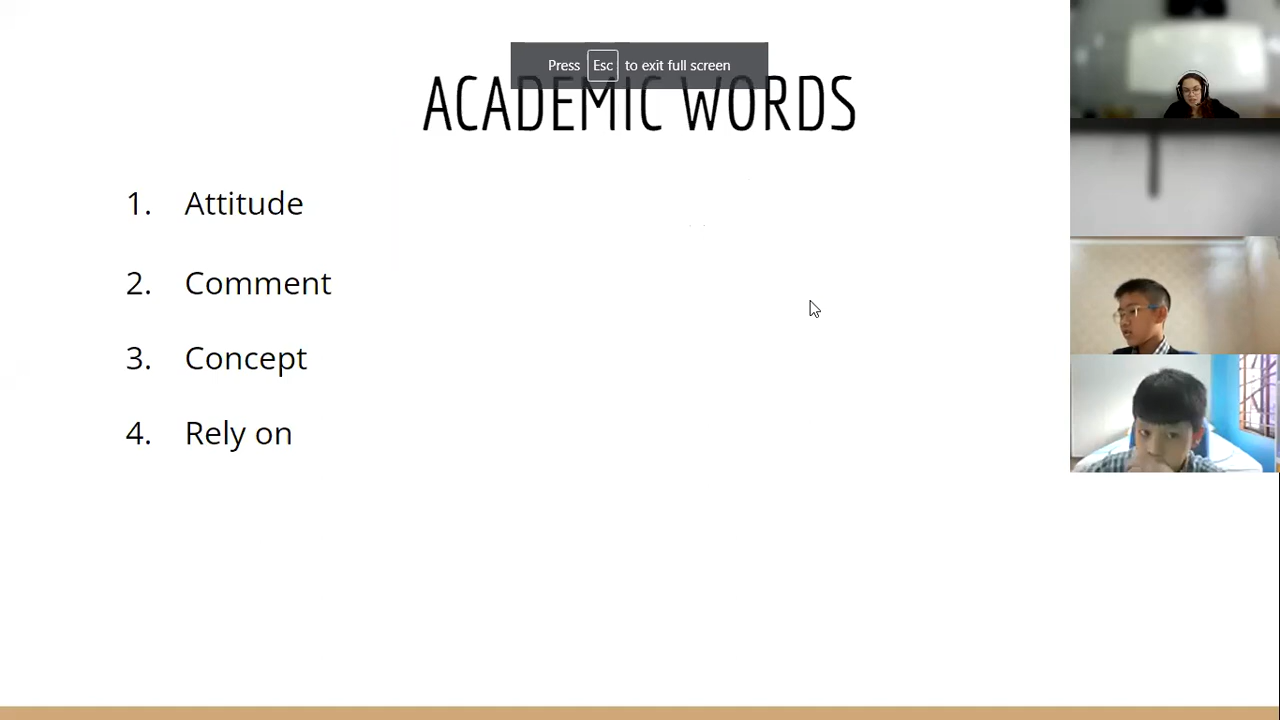 Press Esc to exit full screen
ACADEMIC WORDS
1. Attitude
2. Comment
3. Concept
4. Rely on